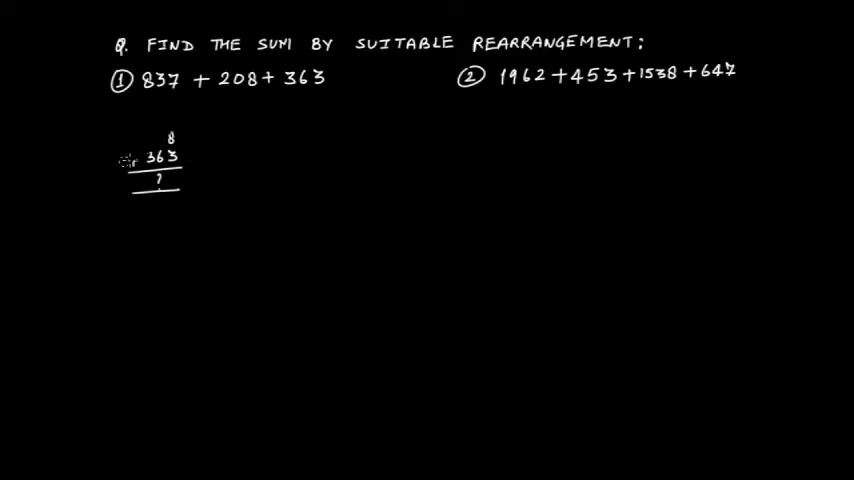 Q. FIND THE SUM BY SUITABLE REARRANGEMENT:
① 837 + 208 + 363
② 1962 + 453 + 1538 + 647
8
363
?